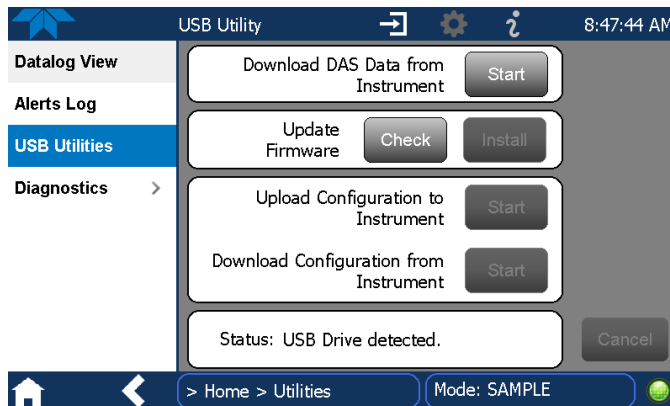 USB Utility
8:47:44 AM
Datalog View
Alerts Log
USB Utilities
Diagnostics >
Download DAS Data from
Instrument
Start
Update
Firmware
Check
Install
Upload Configuration to
Instrument
Start
Download Configuration from
Instrument
Start
Status: USB Drive detected.
Cancel
> Home > Utilities
Mode: SAMPLE